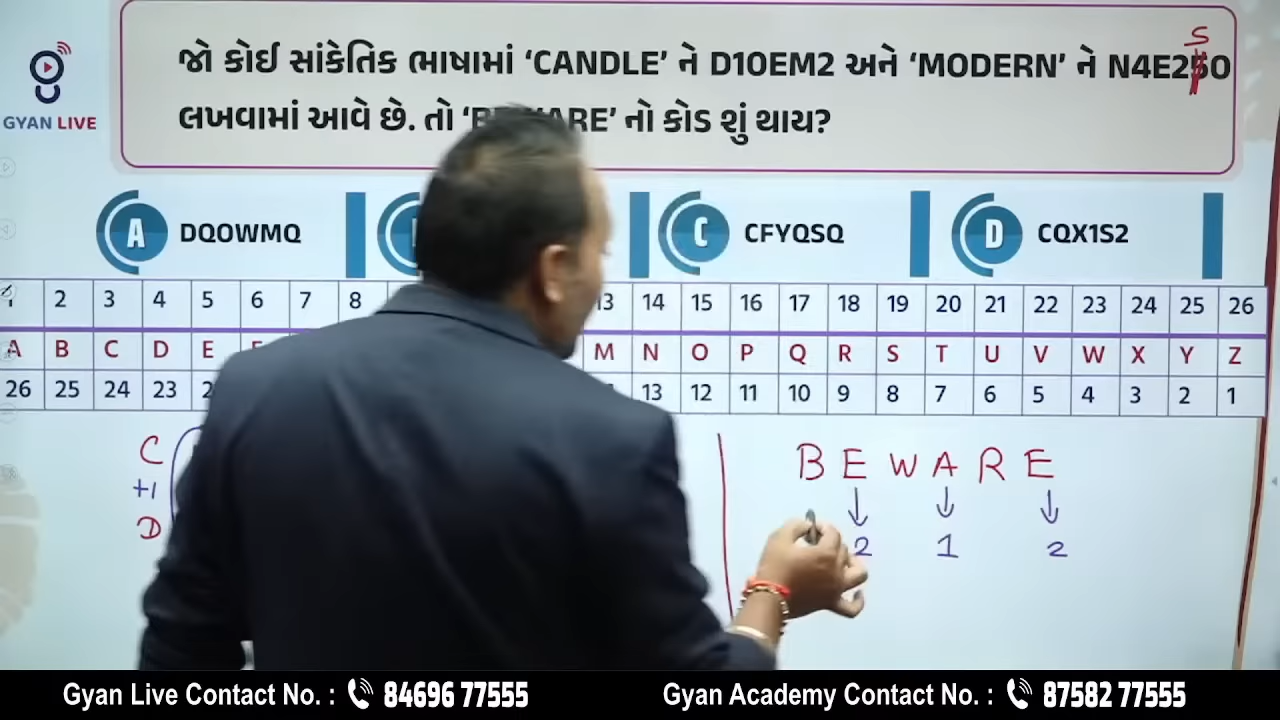 જો કોઈ સાંકેતિક ભાષામાં ‘CANDLE’ ને D1OEM2 અને ‘MODERN’ ને N4E2 O
S
લખવામાં આવે છે. તો ARE’ નો કોડ શું થાય?
GYAN LIVE
A DQOWMQ
C CFYQSQ
D CQX1S2
1 2 3 4 5 6 7 8 13 14 15 16 17 18 19 20 21 22 23 24 25 26
A B C D E M N O P Q R S T U V W X Y Z
26 25 24 23 13 12 11 10 9 8 7 6 5 4 3 2 1
C
+1
D
B E W A R E
2 1 2
Gyan Live Contact No. : 84696 77555 Gyan Academy Contact No. : 87582 77555